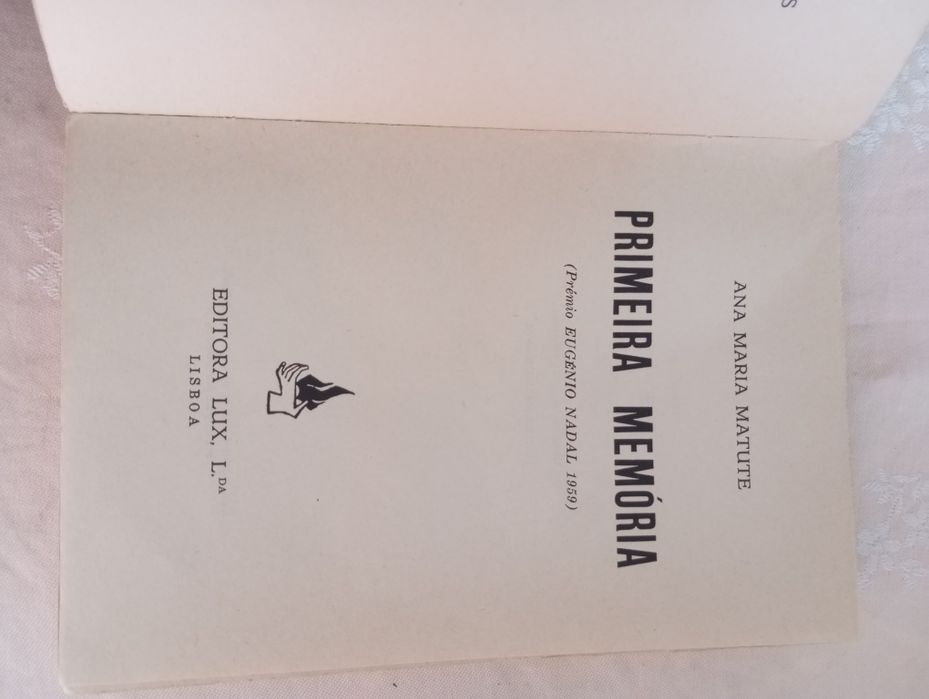 ANA MARIA MATUTE
PRIMEIRA MEMÓRIA
(Prémio EUGÉNIO NADAL 1959)
EDITORA LUX, L.DA
LISBOA